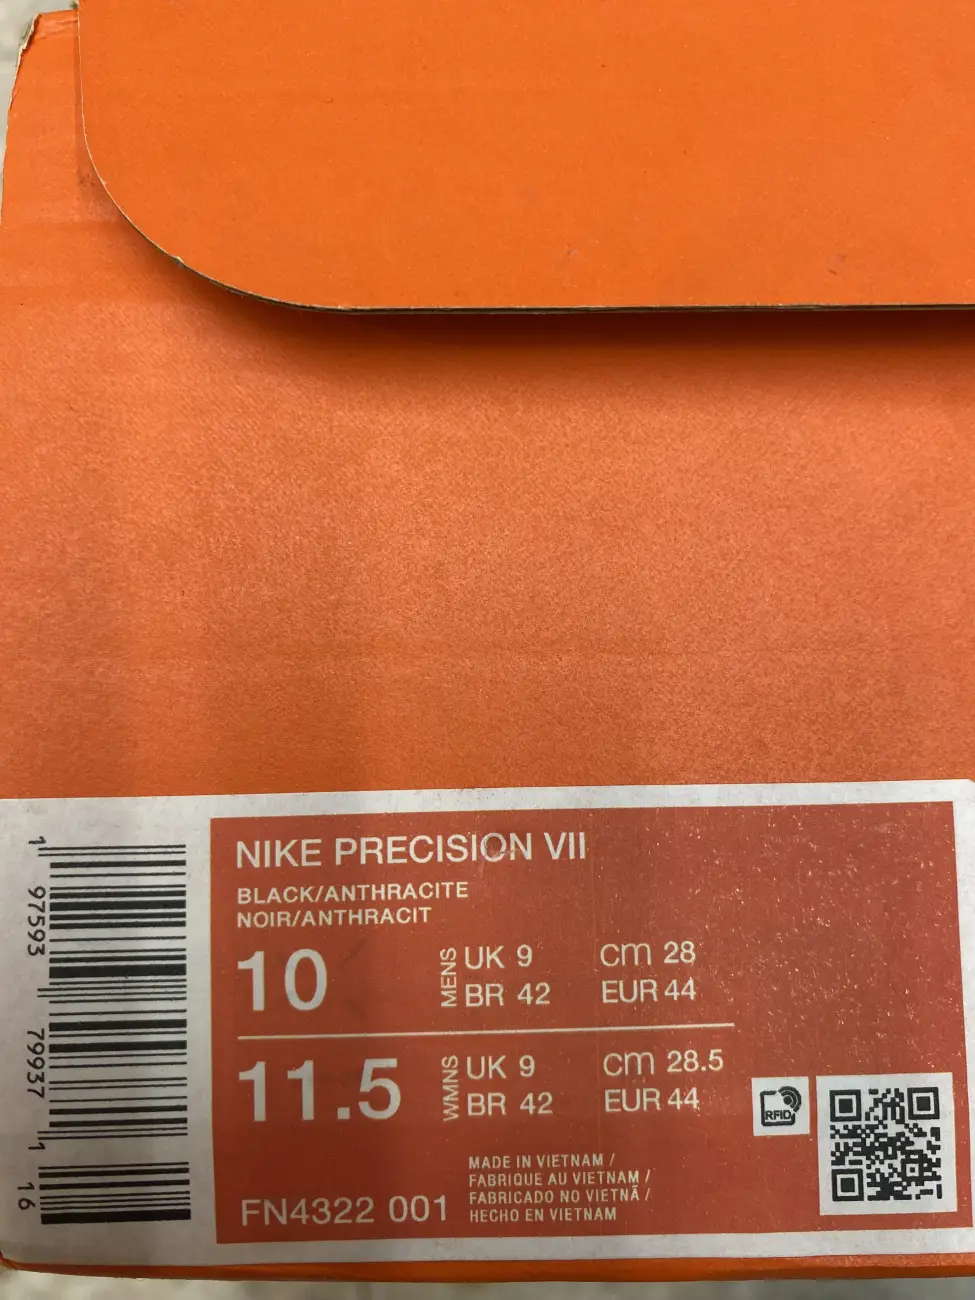 NIKE PRECISION VII
BLACK/ANTHRACITE
NOIR/ANTHRACIT
10
MENS
UK 9
cm 28
BR 42
EUR 44
11.5
WMNS
UK 9
cm 28.5
BR 42
EUR 44
RFID
MADE IN VIETNAM /
FABRIQUE AU VIETNAM /
FABRICADO NO VIETNÃ /
HECHO EN VIETNAM
FN4322 001
1 97593 79937 1 16